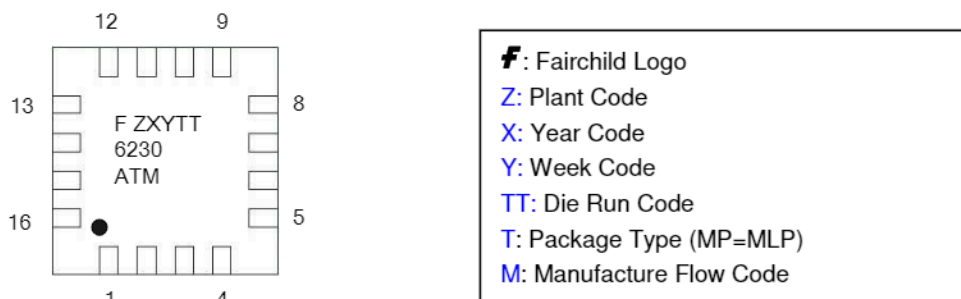 12 9
13 8
F ZXYTT
6230
ATM
16 5
1 4
F: Fairchild Logo
Z: Plant Code
X: Year Code
Y: Week Code
TT: Die Run Code
T: Package Type (MP=MLP)
M: Manufacture Flow Code